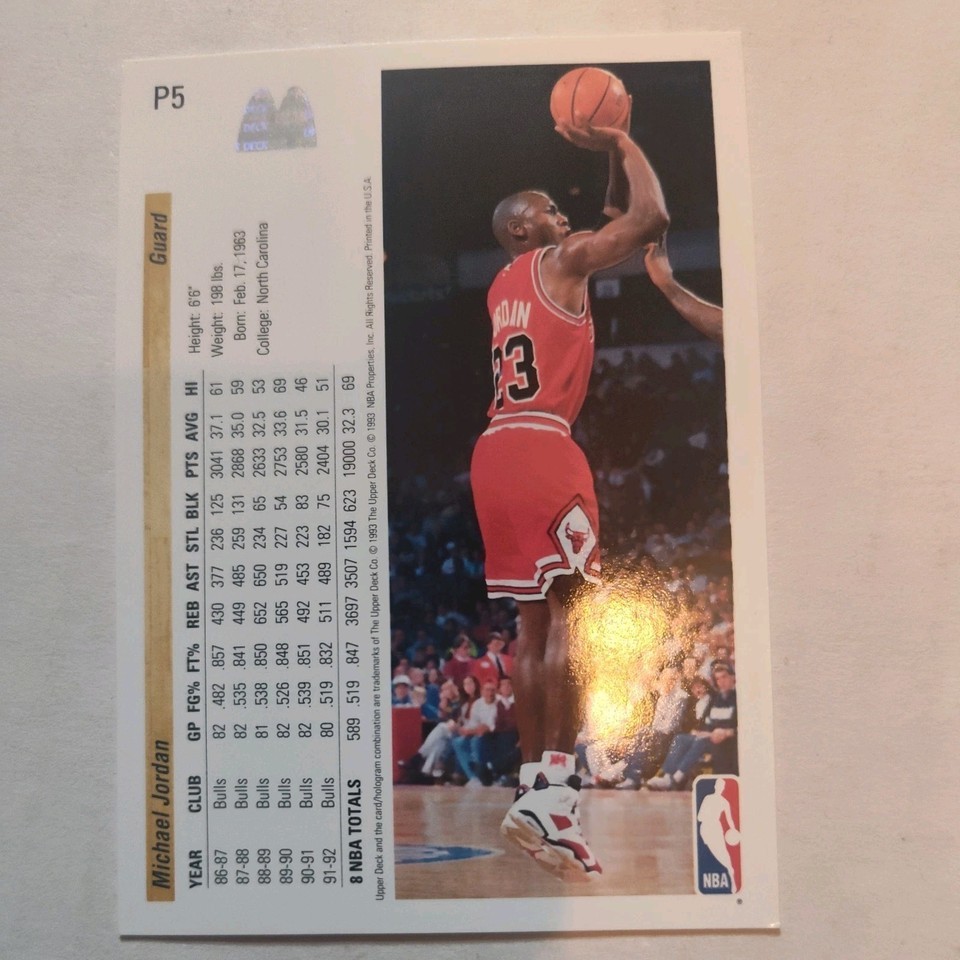 P5
Michael Jordan Guard
Height: 6'6"
Weight: 198 lbs.
Born: Feb. 17, 1963
College: North Carolina
YEAR CLUB GP FG% FT% REB AST STL BLK PTS AVG HI
86-87 Bulls 82 .482 .857 430 377 236 125 3041 37.1 61
87-88 Bulls 82 .535 .841 449 485 259 131 2868 35.0 59
88-89 Bulls 81 .538 .850 652 650 234 65 2633 32.5 53
89-90 Bulls 82 .526 .848 565 519 227 54 2753 33.6 69
90-91 Bulls 82 .539 .851 492 453 223 83 2580 31.5 46
91-92 Bulls 80 .519 .832 511 489 182 75 2404 30.1 51
8 NBA TOTALS 589 .519 .847 3697 3507 1594 623 19000 32.3 69
Upper Deck and the card/hologram combination are trademarks of The Upper Deck Co. © 1993 The Upper Deck Co. © 1993 NBA Properties, Inc. All Rights Reserved. Printed in the U.S.A.
RDAN
23
NBA